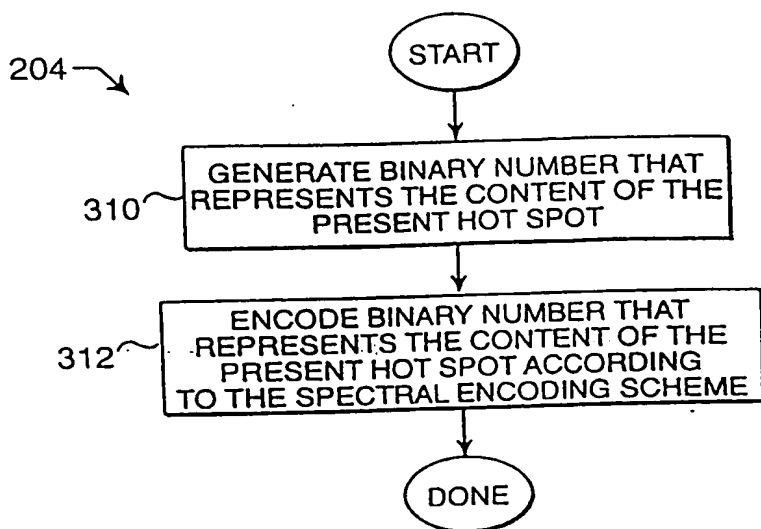 START
204
GENERATE BINARY NUMBER THAT
REPRESENTS THE CONTENT OF THE
PRESENT HOT SPOT
310
ENCODE BINARY NUMBER THAT
REPRESENTS THE CONTENT OF THE
PRESENT HOT SPOT ACCORDING
TO THE SPECTRAL ENCODING SCHEME
312
DONE